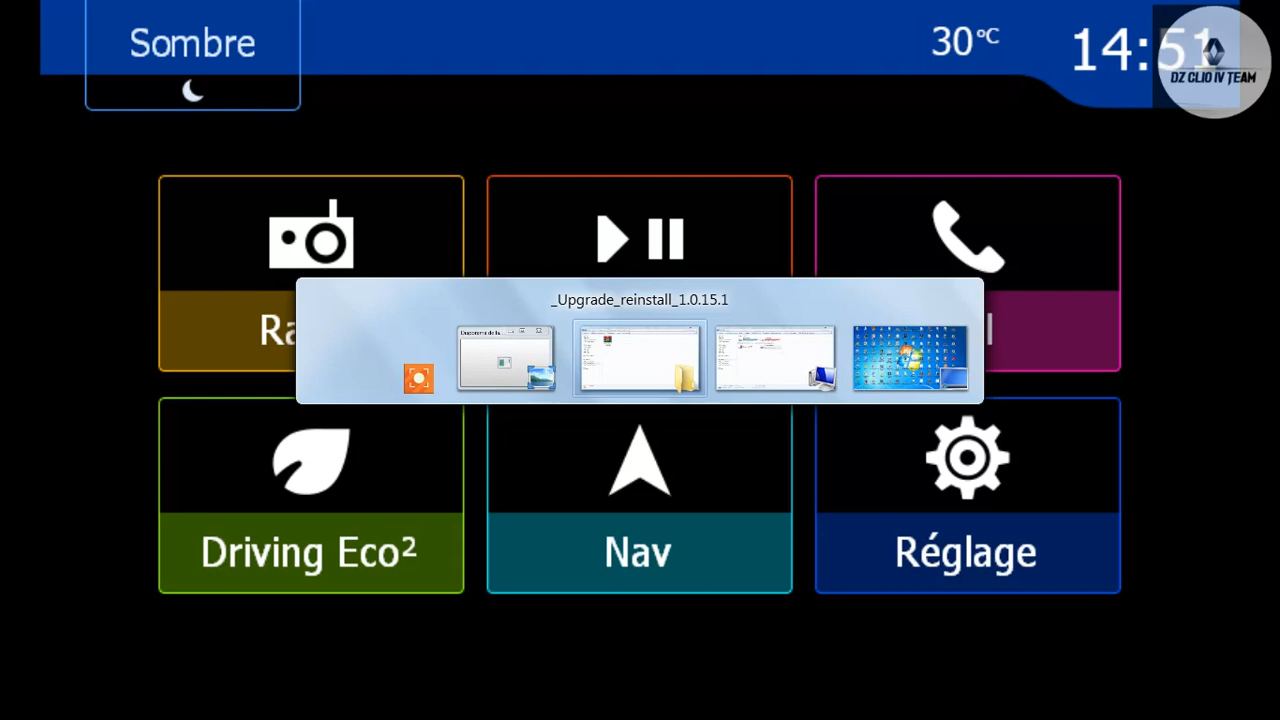 Sombre
30°C
14:51
DZ CLIO IV TEAM
_Upgrade_reinstall_1.0.15.1
Ra
Driving Eco²
Nav
Réglage